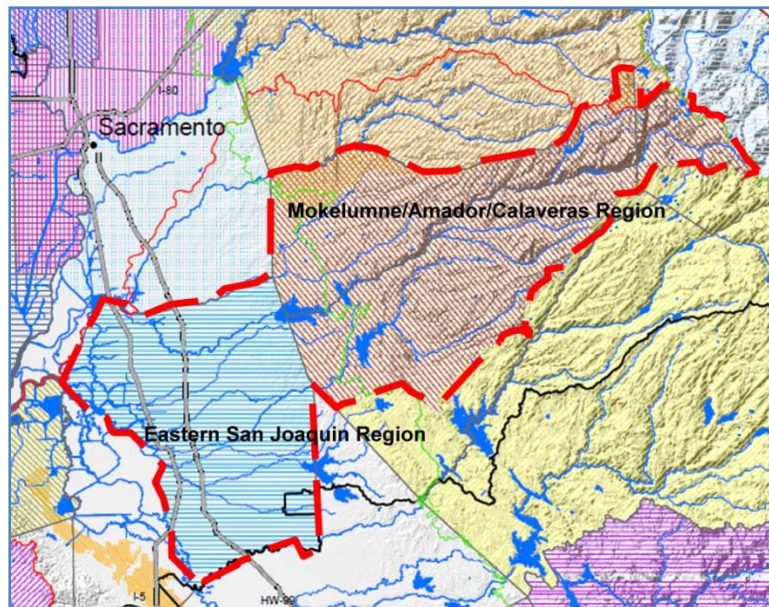 I-80
Sacramento
Mokelumne/Amador/Calaveras Region
Eastern San Joaquin Region
I-5
HW-99